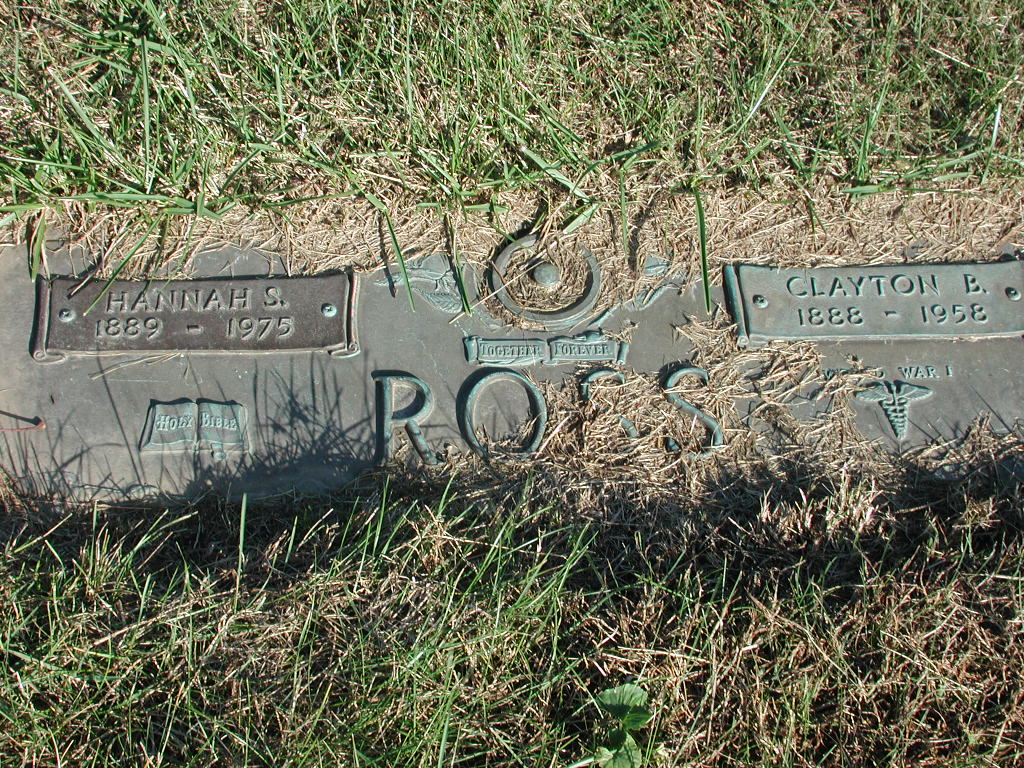 HANNAH S.
1889 - 1975
CLAYTON B.
1888 - 1958
TOGETHER FOREVER
ROSS
HOLY BIBLE
WAR I